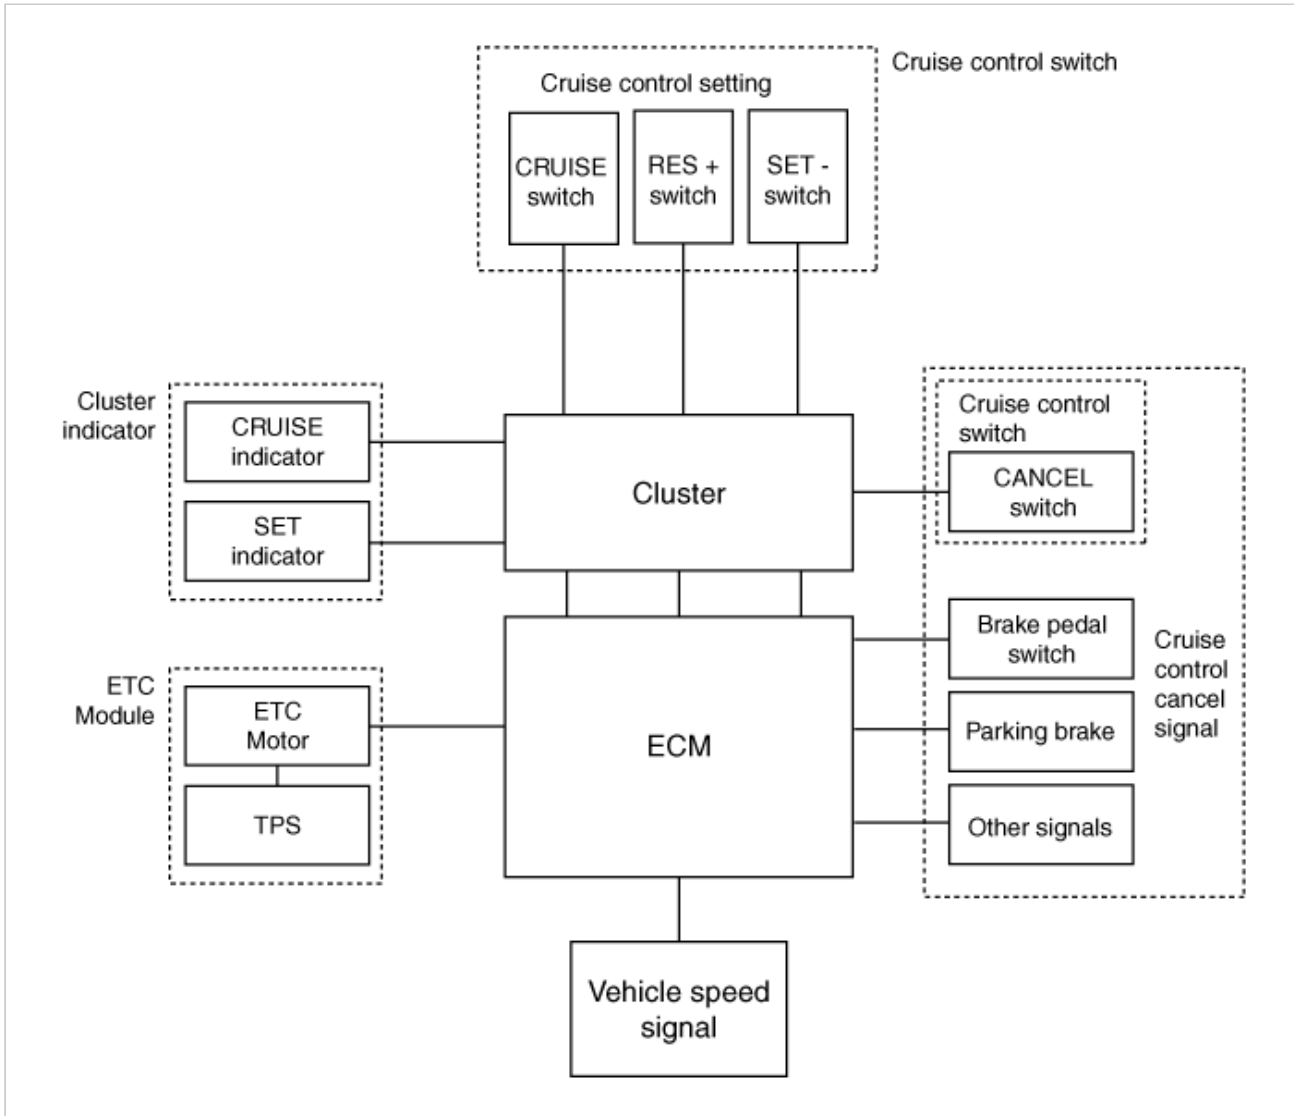 Cruise control switch
Cruise control setting
CRUISE
switch
RES +
switch
SET -
switch
Cluster
indicator
CRUISE
indicator
SET
indicator
Cluster
Cruise control
switch
CANCEL
switch
Brake pedal
switch
Parking brake
Other signals
Cruise
control
cancel
signal
ETC
Module
ETC
Motor
TPS
ECM
Vehicle speed
signal